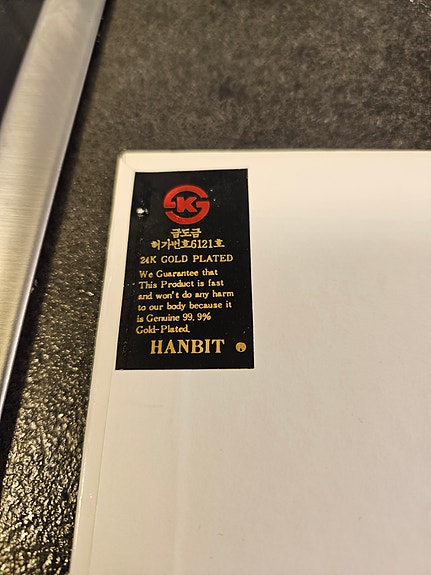 K
금도금
허가번호6121호
24K GOLD PLATED
We Guarantee that
This Product is fast
and won't do any harm
to our body because it
is Genuine 99.9%
Gold-Plated.
HANBIT